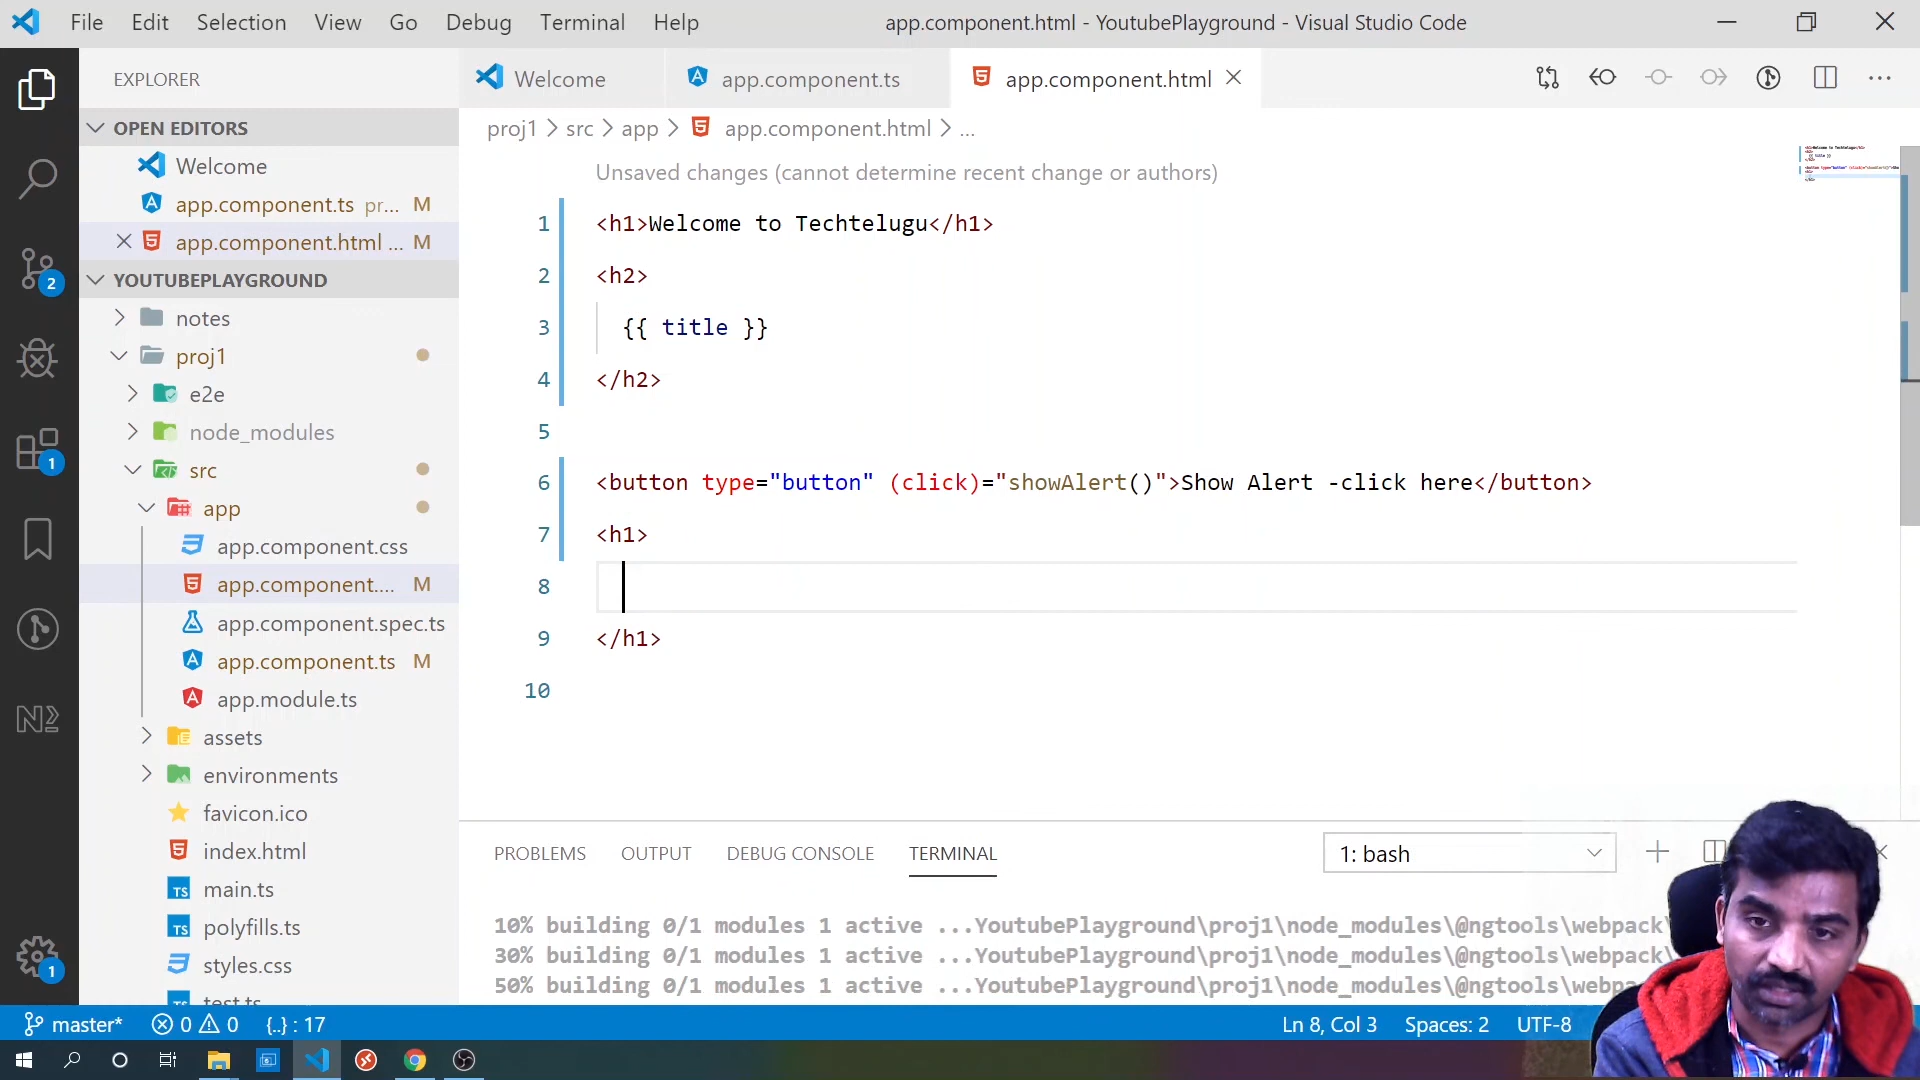 File Edit Selection View Go Debug Terminal Help app.component.html - YoutubePlayground - Visual Studio Code
EXPLORER
OPEN EDITORS
Welcome
app.component.ts pr... M
app.component.html ... M
2
YOUTUBEPLAYGROUND
notes
proj1
e2e
node_modules
1
src
app
app.component.css
app.component.... M
app.component.spec.ts
app.component.ts M
app.module.ts
assets
environments
favicon.ico
index.html
main.ts
polyfills.ts
styles.css
test.ts
1
Welcome app.component.ts app.component.html
proj1 > src > app > app.component.html > ...
Unsaved changes (cannot determine recent change or authors)
1 <h1>Welcome to Techtelugu</h1>
2 <h2>
3 {{ title }}
4 </h2>
5
6 <button type="button" (click)="showAlert()">Show Alert -click here</button>
7 <h1>
8
9 </h1>
10
PROBLEMS OUTPUT DEBUG CONSOLE TERMINAL 1: bash
10% building 0/1 modules 1 active ...YoutubePlayground\proj1\node_modules\@ngtools\webpack\
30% building 0/1 modules 1 active ...YoutubePlayground\proj1\node_modules\@ngtools\webpack\
50% building 0/1 modules 1 active ...YoutubePlayground\proj1\node_modules\@ngtools\webpa
master* 0 0 {..} : 17 Ln 8, Col 3 Spaces: 2 UTF-8